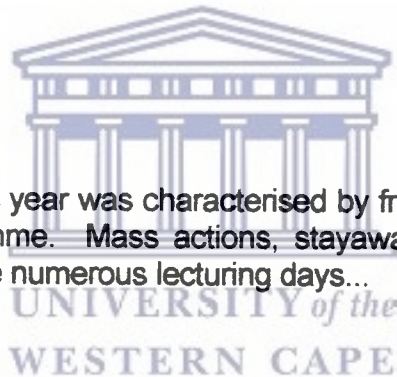 year was characterised by fr
me. Mass actions, stayawa
numerous lecturing days...
UNIVERSITY of the
WESTERN CAPE